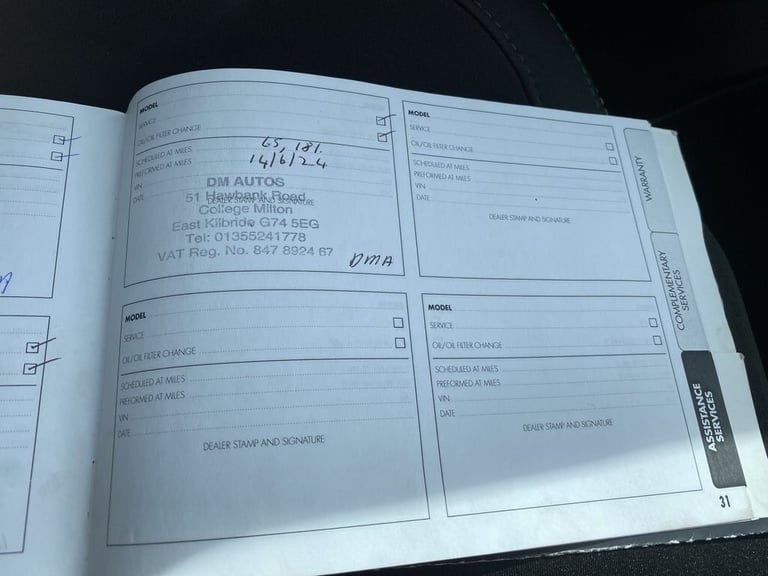 MODEL
SERVICE
OIL/OIL FILTER CHANGE
SCHEDULED AT MILES 65,181.
PREFORMED AT MILES 14/6/24
VIN
DATE
DEALER STAMP AND SIGNATURE
DM AUTOS
51 Hawbank Road
College Milton
East Kilbride G74 5EG
Tel: 01355241778
VAT Reg. No. 847 8924 67
DMA
MODEL
SERVICE
OIL/OIL FILTER CHANGE
SCHEDULED AT MILES
PREFORMED AT MILES
VIN
DATE
DEALER STAMP AND SIGNATURE
MODEL
SERVICE
OIL/OIL FILTER CHANGE
SCHEDULED AT MILES
PREFORMED AT MILES
VIN
DATE
DEALER STAMP AND SIGNATURE
MODEL
SERVICE
OIL/OIL FILTER CHANGE
SCHEDULED AT MILES
PREFORMED AT MILES
VIN
DATE
DEALER STAMP AND SIGNATURE
WARRANTY
COMPLEMENTARY
SERVICES
ASSISTANCE
SERVICES
31